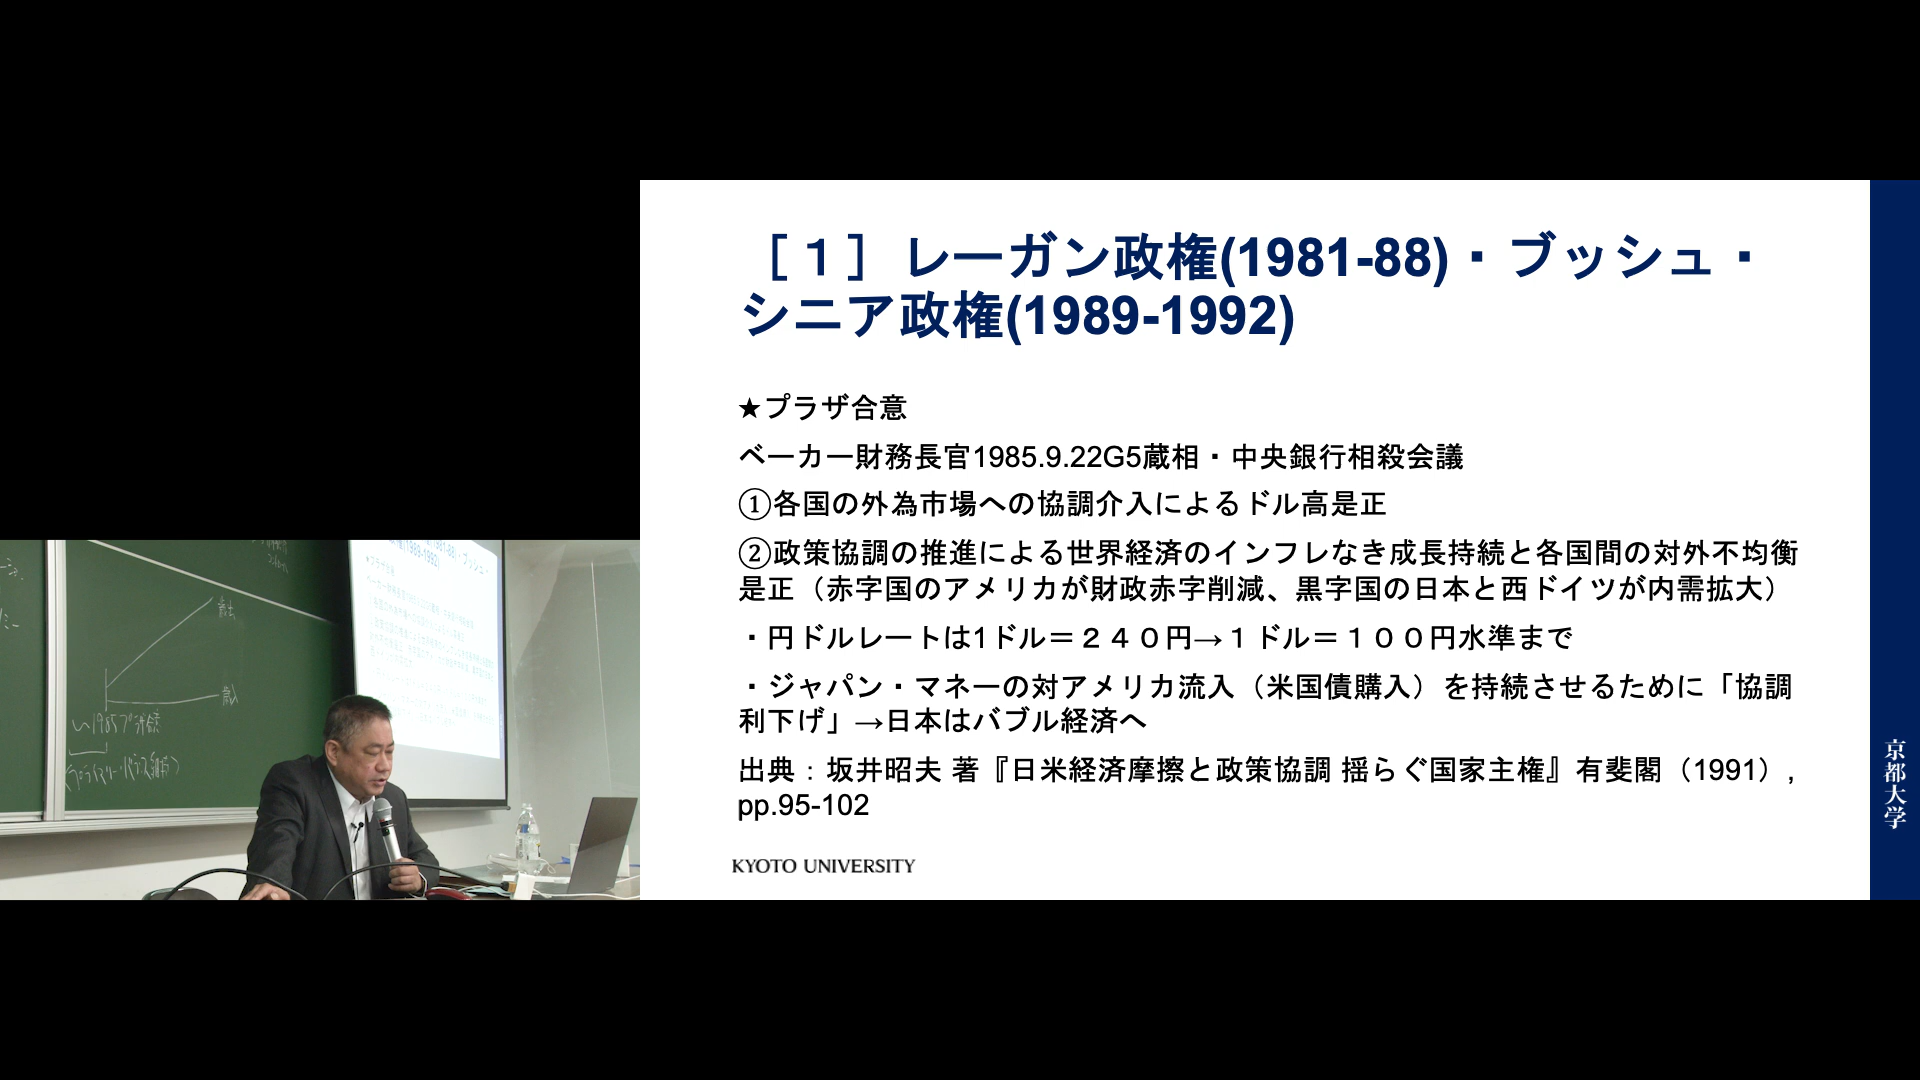 ［１］レーガン政権(1981-88)・ブッシュ・
シニア政権(1989-1992)
★プラザ合意
ベーカー財務長官1985.9.22G5蔵相・中央銀行相殺会議
①各国の外為市場への協調介入によるドル高是正
②政策協調の推進による世界経済のインフレなき成長持続と各国間の対外不均衡
是正（赤字国のアメリカが財政赤字削減、黒字国の日本と西ドイツが内需拡大）
・円ドルレートは1ドル＝２４０円→１ドル＝１００円水準まで
・ジャパン・マネーの対アメリカ流入（米国債購入）を持続させるために「協調
利下げ」→日本はバブル経済へ
出典：坂井昭夫 著『日米経済摩擦と政策協調 揺らぐ国家主権』有斐閣（1991）,
pp.95-102
KYOTO UNIVERSITY
京都大学
歳出
歳入
～1985プラザ合意